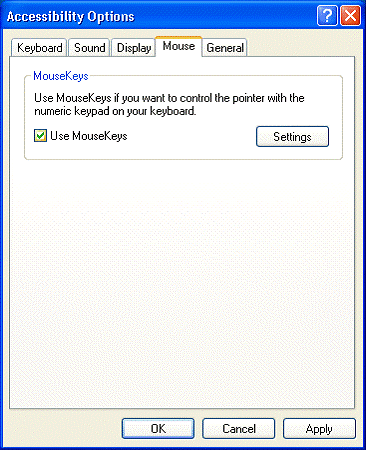 Accessibility Options
Keyboard Sound Display Mouse General
MouseKeys
Use MouseKeys if you want to control the pointer with the
numeric keypad on your keyboard.
Use MouseKeys Settings
OK Cancel Apply